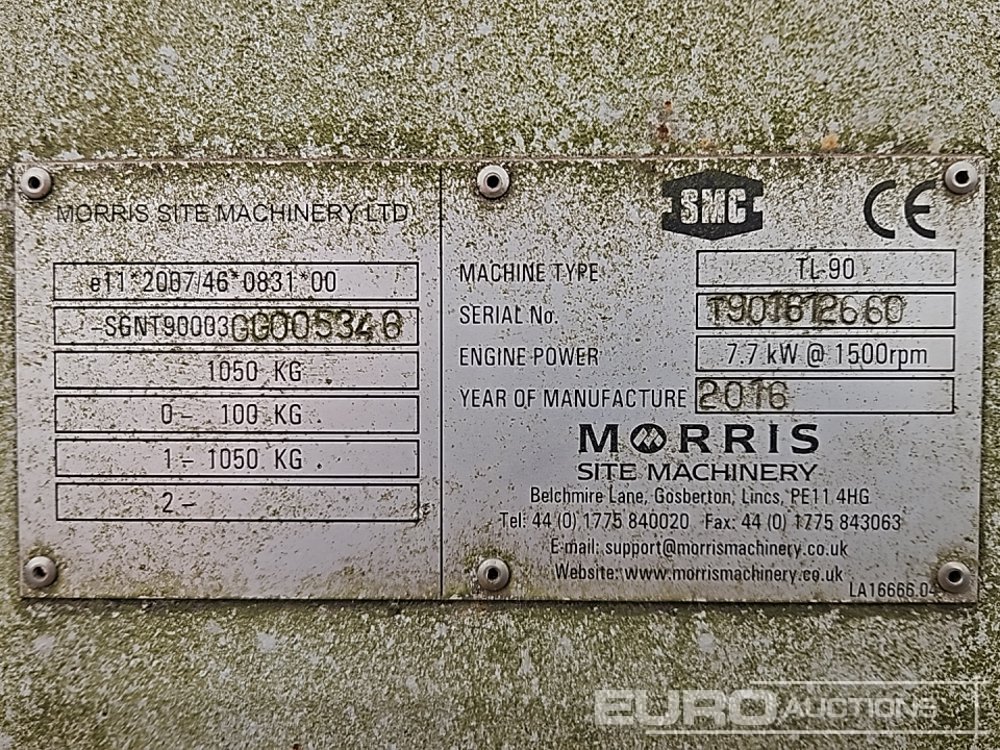 MORRIS SITE MACHINERY LTD
e11*2007/46*0831*00
-SGNT90003GG005346
1050 KG
0- 100 KG
1- 1050 KG
2-
SMC CE
MACHINE TYPE TL-90
SERIAL No. T901612660
ENGINE POWER 7.7 kW @ 1500rpm
YEAR OF MANUFACTURE 2016
MORRIS
SITE MACHINERY
Belchmire Lane, Gosberton, Lincs, PE11 4HG
Tel: 44 (0) 1775 840020 Fax: 44 (0) 1775 843063
E-mail: support@morrismachinery.co.uk
Website: www.morrismachinery.co.uk
EURO AUCTIONS